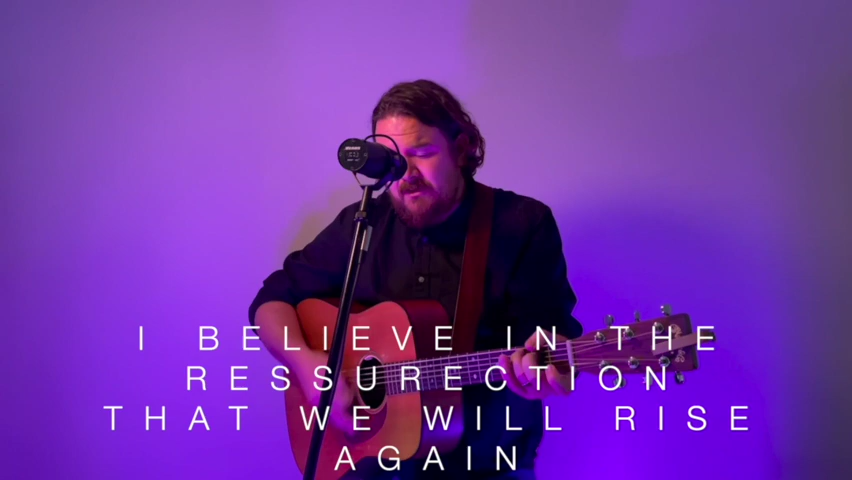 I BELIEVE IN THE
RESSURECTION
THAT WE WILL RISE
AGAIN